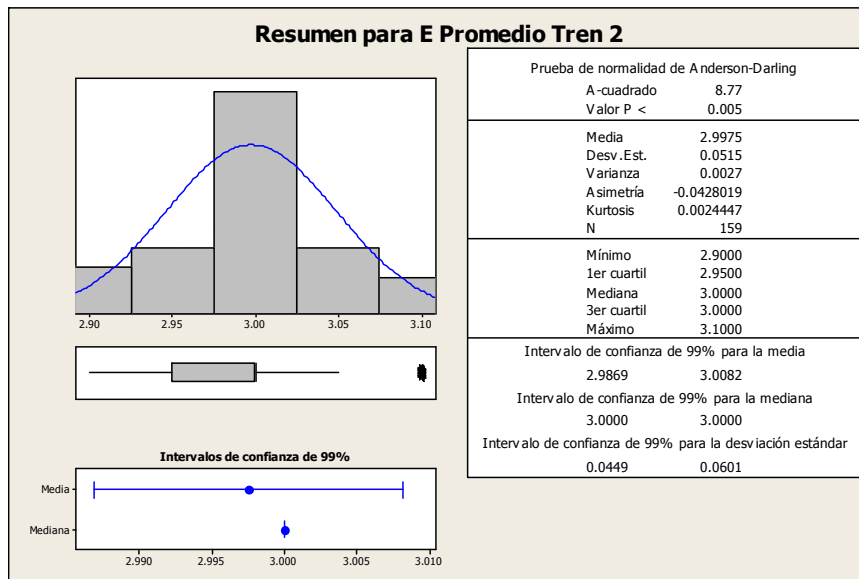 Resumen para E Promedio Tren 2
2.90 2.95 3.00 3.05 3.10
Intervalos de confianza de 99%
Media
Mediana
2.990 2.995 3.000 3.005 3.010
Prueba de normalidad de Anderson-Darling
A-cuadrado 8.77
Valor P < 0.005
Media 2.9975
Desv.Est. 0.0515
Varianza 0.0027
Asimetría -0.0428019
Kurtosis 0.0024447
N 159
Mínimo 2.9000
1er cuartil 2.9500
Mediana 3.0000
3er cuartil 3.0000
Máximo 3.1000
Intervalo de confianza de 99% para la media
2.9869 3.0082
Intervalo de confianza de 99% para la mediana
3.0000 3.0000
Intervalo de confianza de 99% para la desviación estándar
0.0449 0.0601